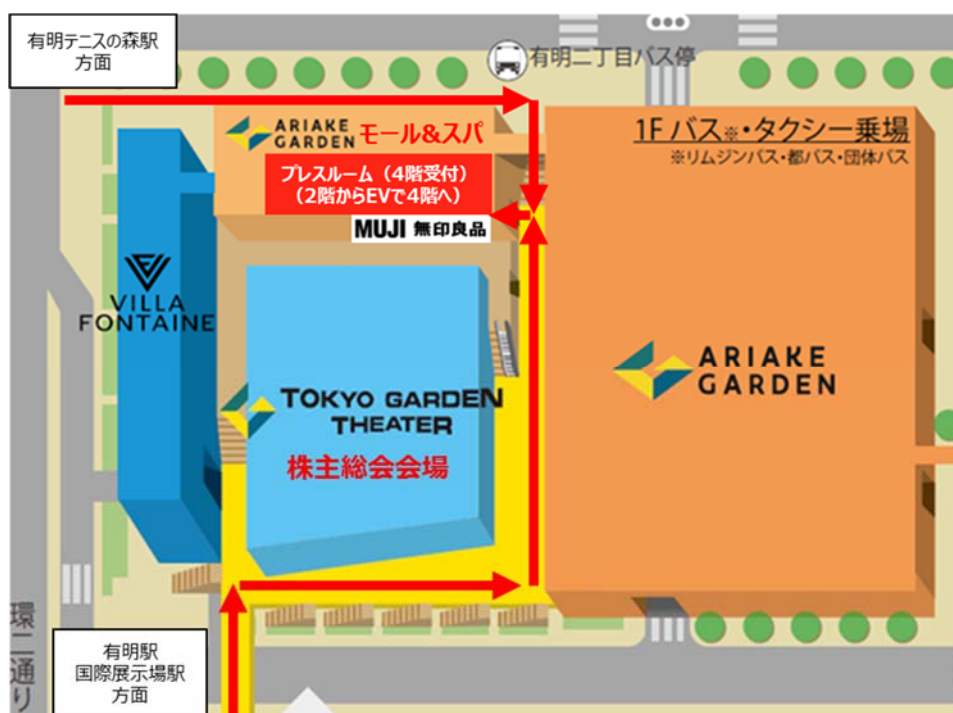 有明テニスの森駅
方面
有明二丁目バス停
ARIAKE
GARDEN
モール&スパ
プレスルーム（4階受付）
（2階からEVで4階へ）
MUJI 無印良品
1F バス※・タクシー乗場
※リムジンバス・都バス・団体バス
VILLA
FONTAINE
ARIAKE
GARDEN
TOKYO GARDEN
THEATER
株主総会会場
環二通り
有明駅
国際展示場駅
方面